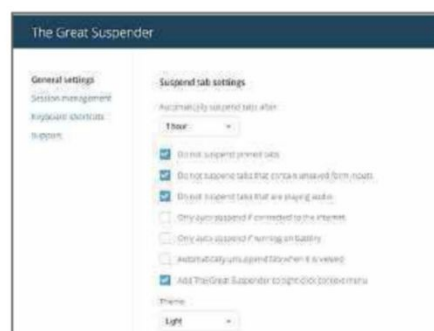 The Great Suspender
General settings
Session management
Keyboard shortcuts
Support
Suspend tab settings
Automatically suspend tabs after:
1 hour
Do not suspend pinned tabs
Do not suspend tabs that contain unsaved form inputs
Do not suspend tabs that are playing audio
Only auto-suspend if connected to the internet
Only auto-suspend if running on battery
Automatically unsuspend tab when it is viewed
Add The Great Suspender to right-click context menu
Theme:
Light